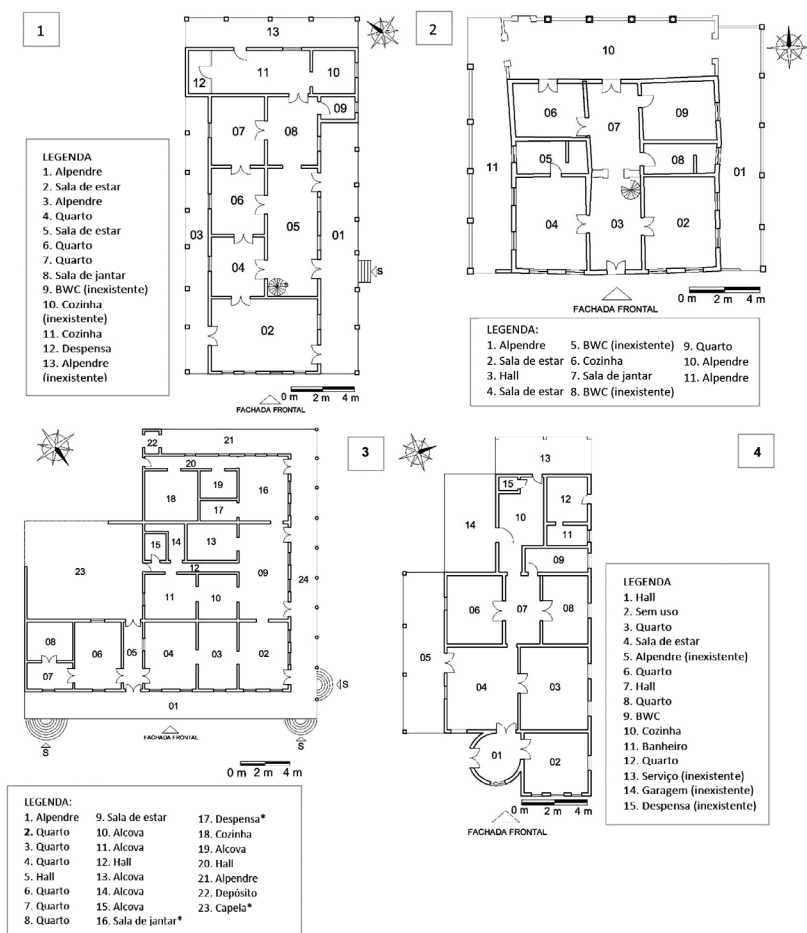 1
13
12
11
10
09
07
08
06
03
05
01
04
S
S
02
0 m 2 m 4 m
FACHADA FRONTAL
LEGENDA
1. Alpendre
2. Sala de estar
3. Alpendre
4. Quarto
5. Sala de estar
6. Quarto
7. Quarto
8. Sala de jantar
9. BWC (inexistente)
10. Cozinha
(inexistente)
11. Cozinha
12. Despensa
13. Alpendre
(inexistente)
2
10
06
07
09
05
08
11
01
04
03
02
FACHADA FRONTAL
0 m 2 m 4 m
LEGENDA:
1. Alpendre
2. Sala de estar
3. Hall
4. Sala de estar
5. BWC (inexistente)
6. Cozinha
7. Sala de jantar
8. BWC (inexistente)
9. Quarto
10. Alpendre
11. Alpendre
3
22
21
20
19
18
16
17
15
14
13
23
12
09
24
11
10
08
06
05
04
03
02
07
01
S
S
S
FACHADA FRONTAL
0 m 2 m 4 m
LEGENDA:
1. Alpendre
2. Quarto
3. Quarto
4. Quarto
5. Hall
6. Quarto
7. Quarto
8. Quarto
9. Sala de estar
10. Alcova
11. Alcova
12. Hall
13. Alcova
14. Alcova
15. Alcova
16. Sala de jantar*
17. Despensa*
18. Cozinha
19. Alcova
20. Hall
21. Alpendre
22. Depósito
23. Capela*
4
13
15
12
10
14
11
09
06
07
08
05
04
03
01
02
0 m 2 m 4 m
FACHADA FRONTAL
LEGENDA
1. Hall
2. Sem uso
3. Quarto
4. Sala de estar
5. Alpendre (inexistente)
6. Quarto
7. Hall
8. Quarto
9. BWC
10. Cozinha
11. Banheiro
12. Quarto
13. Serviço (inexistente)
14. Garagem (inexistente)
15. Despensa (inexistente)